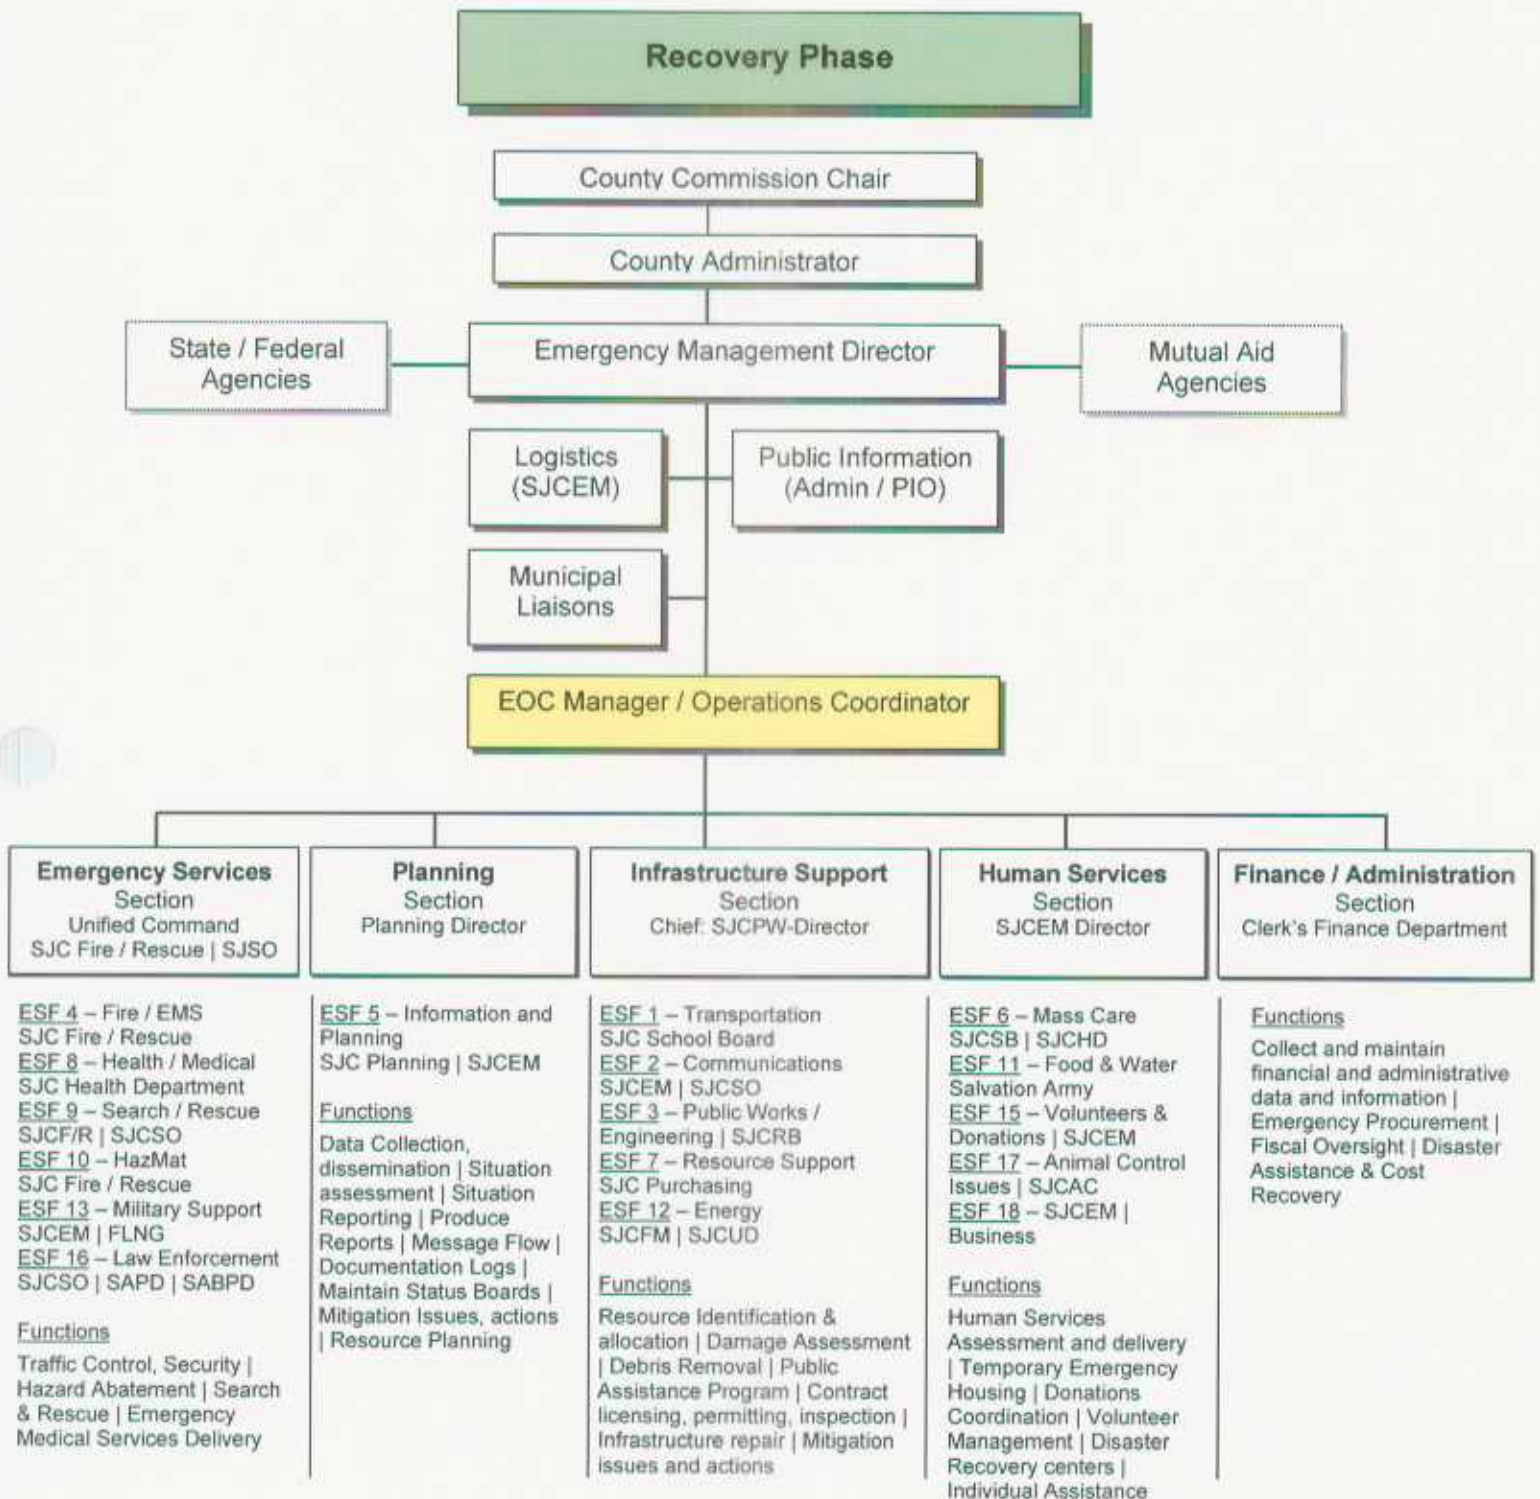 Recovery Phase
County Commission Chair
County Administrator
State / Federal
Agencies
Emergency Management Director
Mutual Aid
Agencies
Logistics
(SJCEM)
Public Information
(Admin / PIO)
Municipal
Liaisons
EOC Manager / Operations Coordinator
Emergency Services
Section
Unified Command
SJC Fire / Rescue | SJSO
ESF 4 – Fire / EMS
SJC Fire / Rescue
ESF 8 – Health / Medical
SJC Health Department
ESF 9 – Search / Rescue
SJCF/R | SJCSO
ESF 10 – HazMat
SJC Fire / Rescue
ESF 13 – Military Support
SJCEM | FLNG
ESF 16 – Law Enforcement
SJCSO | SAPD | SABPD
Functions
Traffic Control, Security |
Hazard Abatement | Search
& Rescue | Emergency
Medical Services Delivery
Planning
Section
Planning Director
ESF 5 – Information and
Planning
SJC Planning | SJCEM
Functions
Data Collection,
dissemination | Situation
assessment | Situation
Reporting | Produce
Reports | Message Flow |
Documentation Logs |
Maintain Status Boards |
Mitigation Issues, actions
| Resource Planning
Infrastructure Support
Section
Chief: SJCPW-Director
ESF 1 – Transportation
SJC School Board
ESF 2 – Communications
SJCEM | SJCSO
ESF 3 – Public Works /
Engineering | SJCRB
ESF 7 – Resource Support
SJC Purchasing
ESF 12 – Energy
SJCFM | SJCUD
Functions
Resource Identification &
allocation | Damage Assessment
| Debris Removal | Public
Assistance Program | Contract
licensing, permitting, inspection |
Infrastructure repair | Mitigation
issues and actions
Human Services
Section
SJCEM Director
ESF 6 – Mass Care
SJCSB | SJCHD
ESF 11 – Food & Water
Salvation Army
ESF 15 – Volunteers &
Donations | SJCEM
ESF 17 – Animal Control
Issues | SJCAC
ESF 18 – SJCEM |
Business
Functions
Human Services
Assessment and delivery
| Temporary Emergency
Housing | Donations
Coordination | Volunteer
Management | Disaster
Recovery centers |
Individual Assistance
Finance / Administration
Section
Clerk's Finance Department
Functions
Collect and maintain
financial and administrative
data and information |
Emergency Procurement |
Fiscal Oversight | Disaster
Assistance & Cost
Recovery